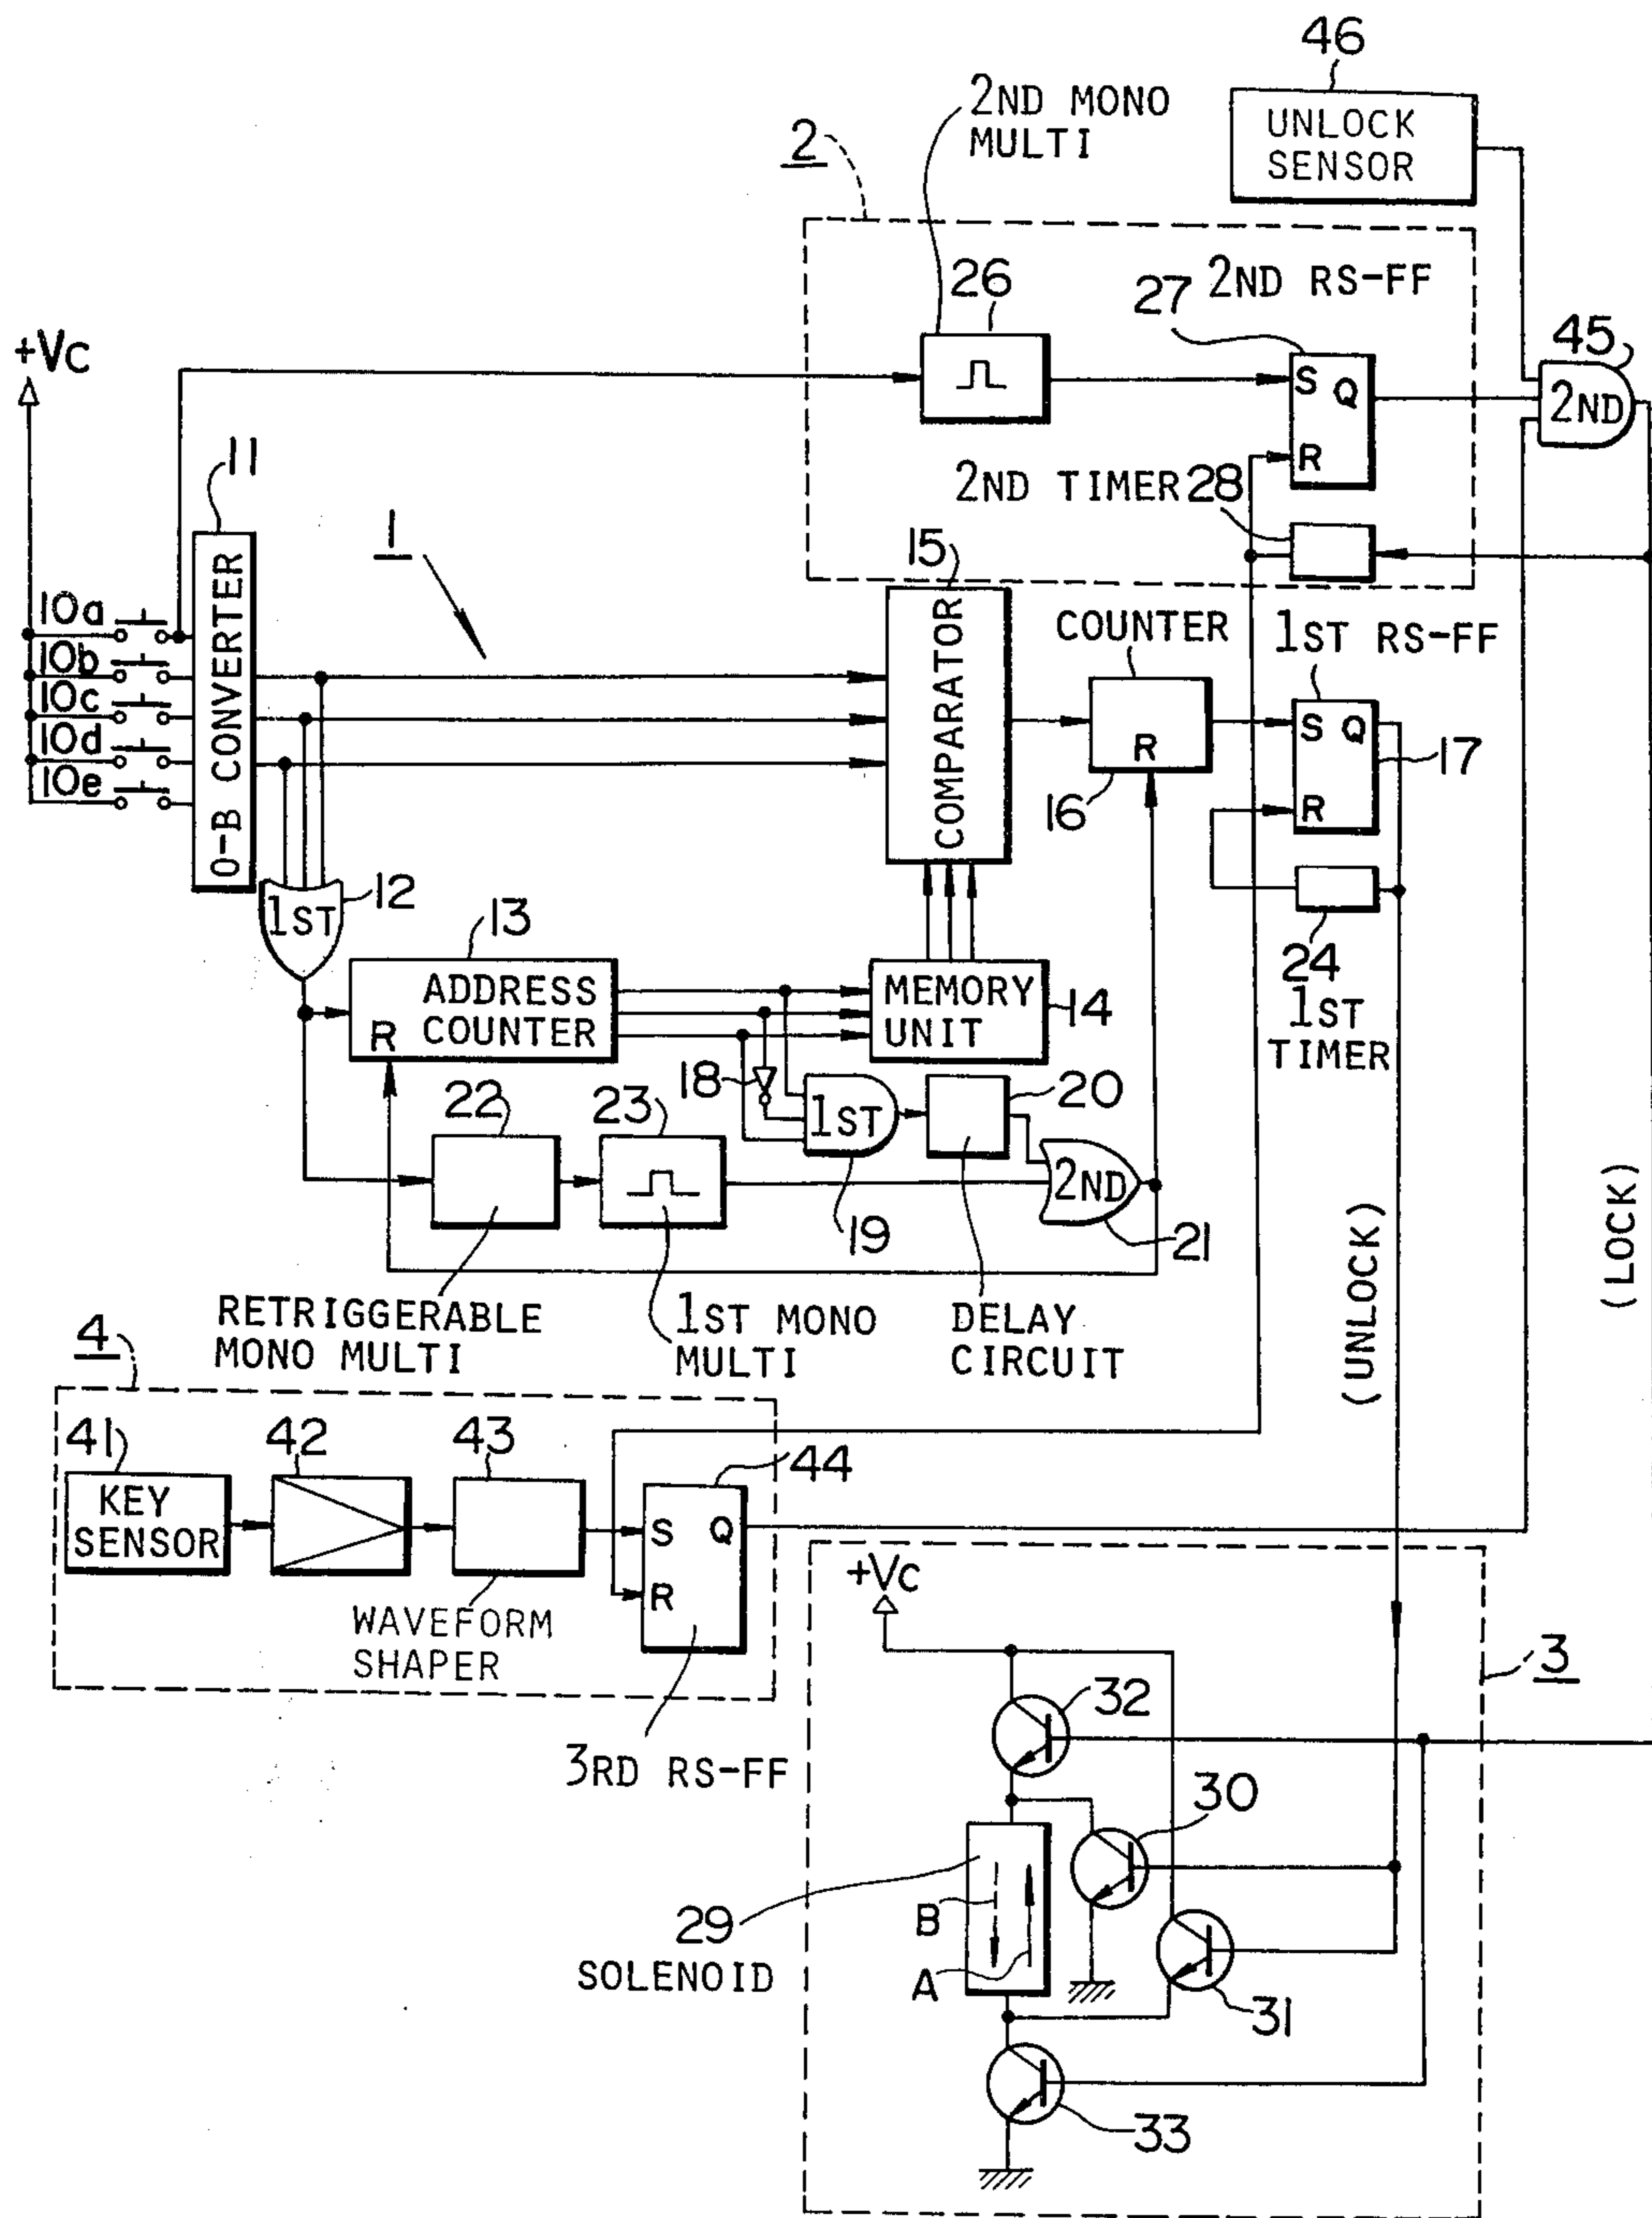 46
2ND MONO
MULTI
2
UNLOCK
SENSOR
26
27
2ND RS-FF
45
+Vc
S Q
2ND
R
11
2ND TIMER
28
1
15
10a
10b
10c
10d
10e
O-B CONVERTER
COMPARATOR
COUNTER
1ST RS-FF
S Q
R
17
R
16
12
1ST
13
24
1ST
TIMER
ADDRESS
COUNTER
R
MEMORY
UNIT
14
18
1ST
20
22
23
2ND
19
21
(UNLOCK)
(LOCK)
RETRIGGERABLE
MONO MULTI
1ST MONO
MULTI
DELAY
CIRCUIT
4
41
42
43
44
KEY
SENSOR
S Q
R
WAVEFORM
SHAPER
3RD RS-FF
+Vc
3
32
30
29
SOLENOID
B
A
31
33